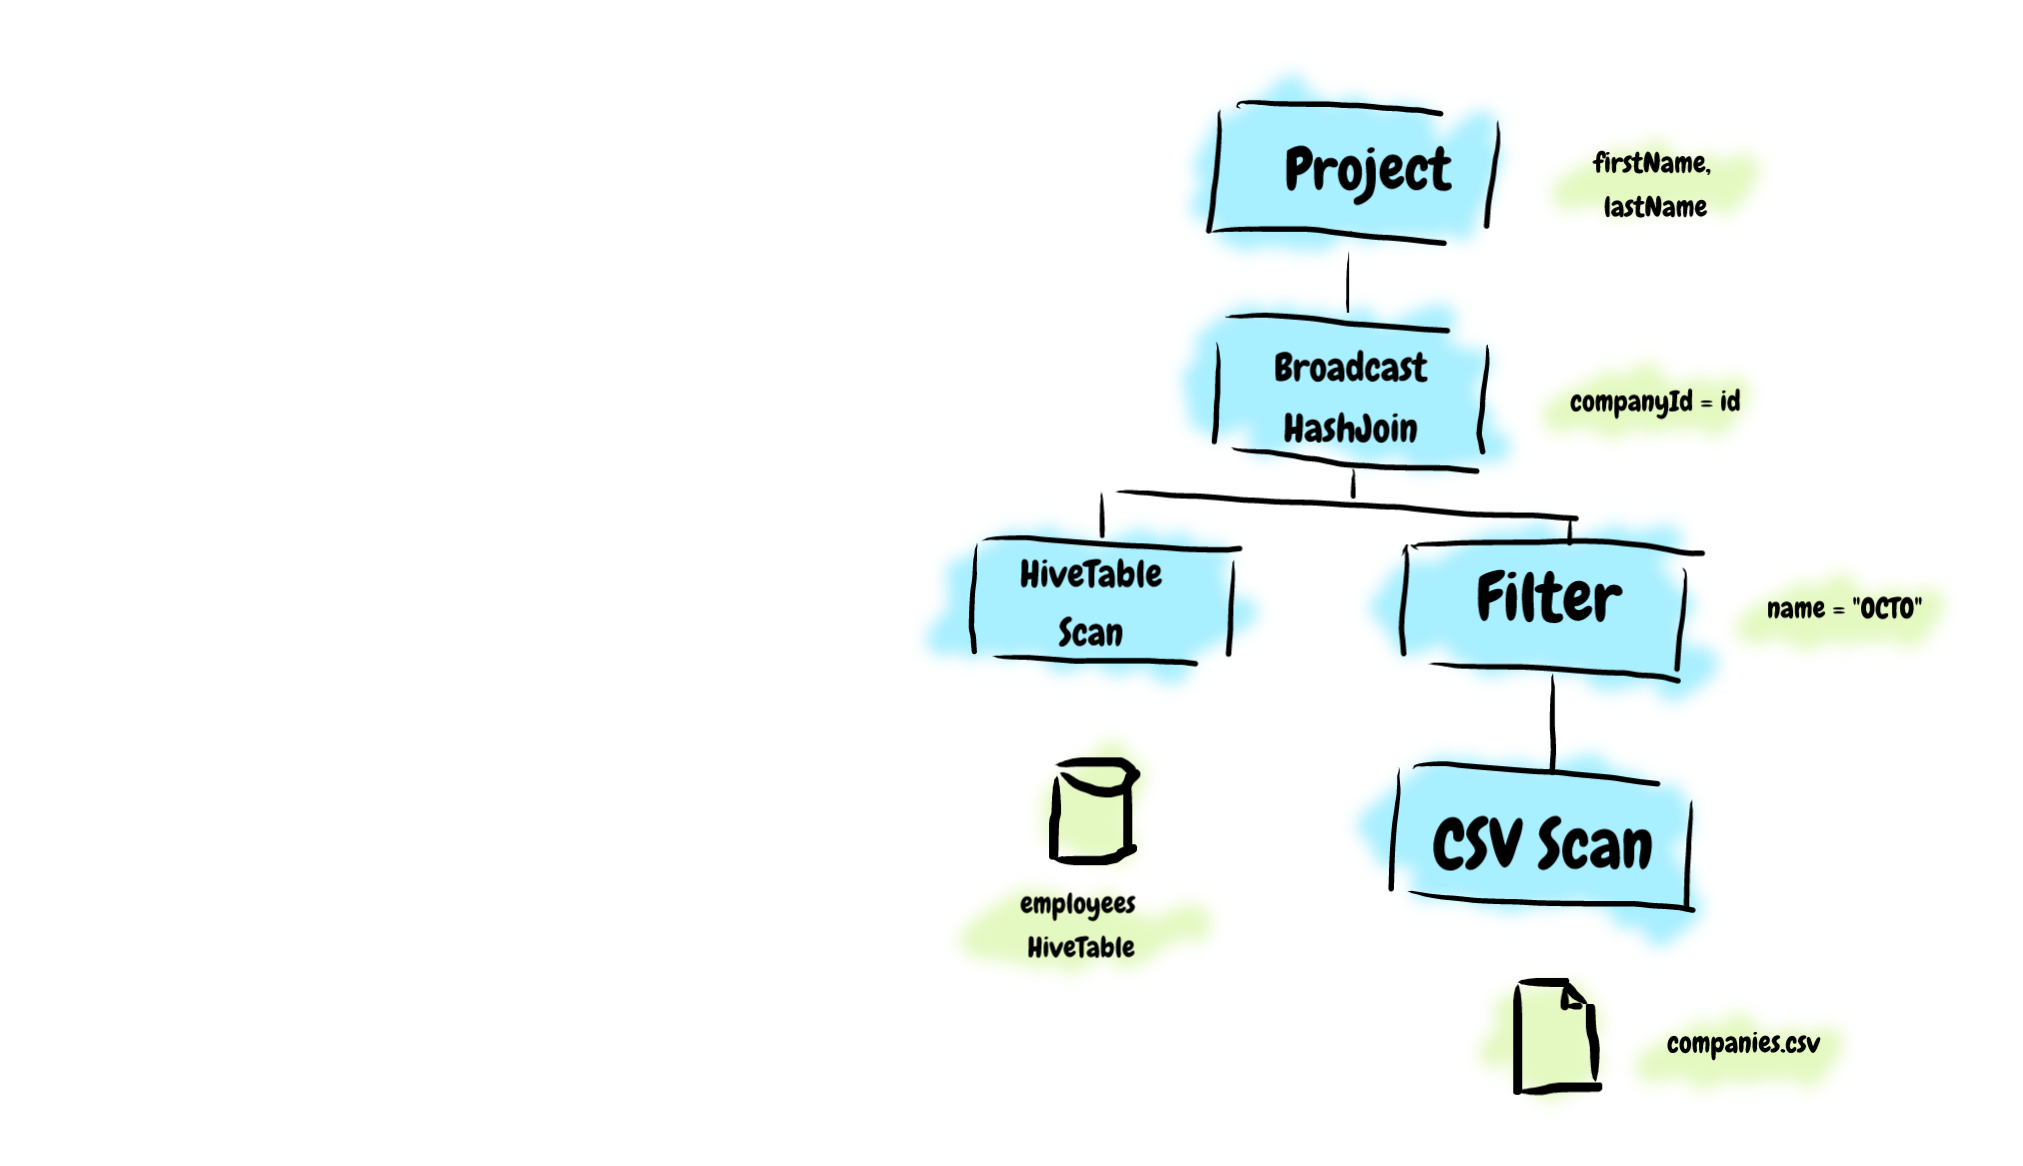 Project
firstName,
lastName
Broadcast
HashJoin
companyId = id
HiveTable
Scan
Filter
name = "OCTO"
CSV Scan
employees
HiveTable
companies.csv